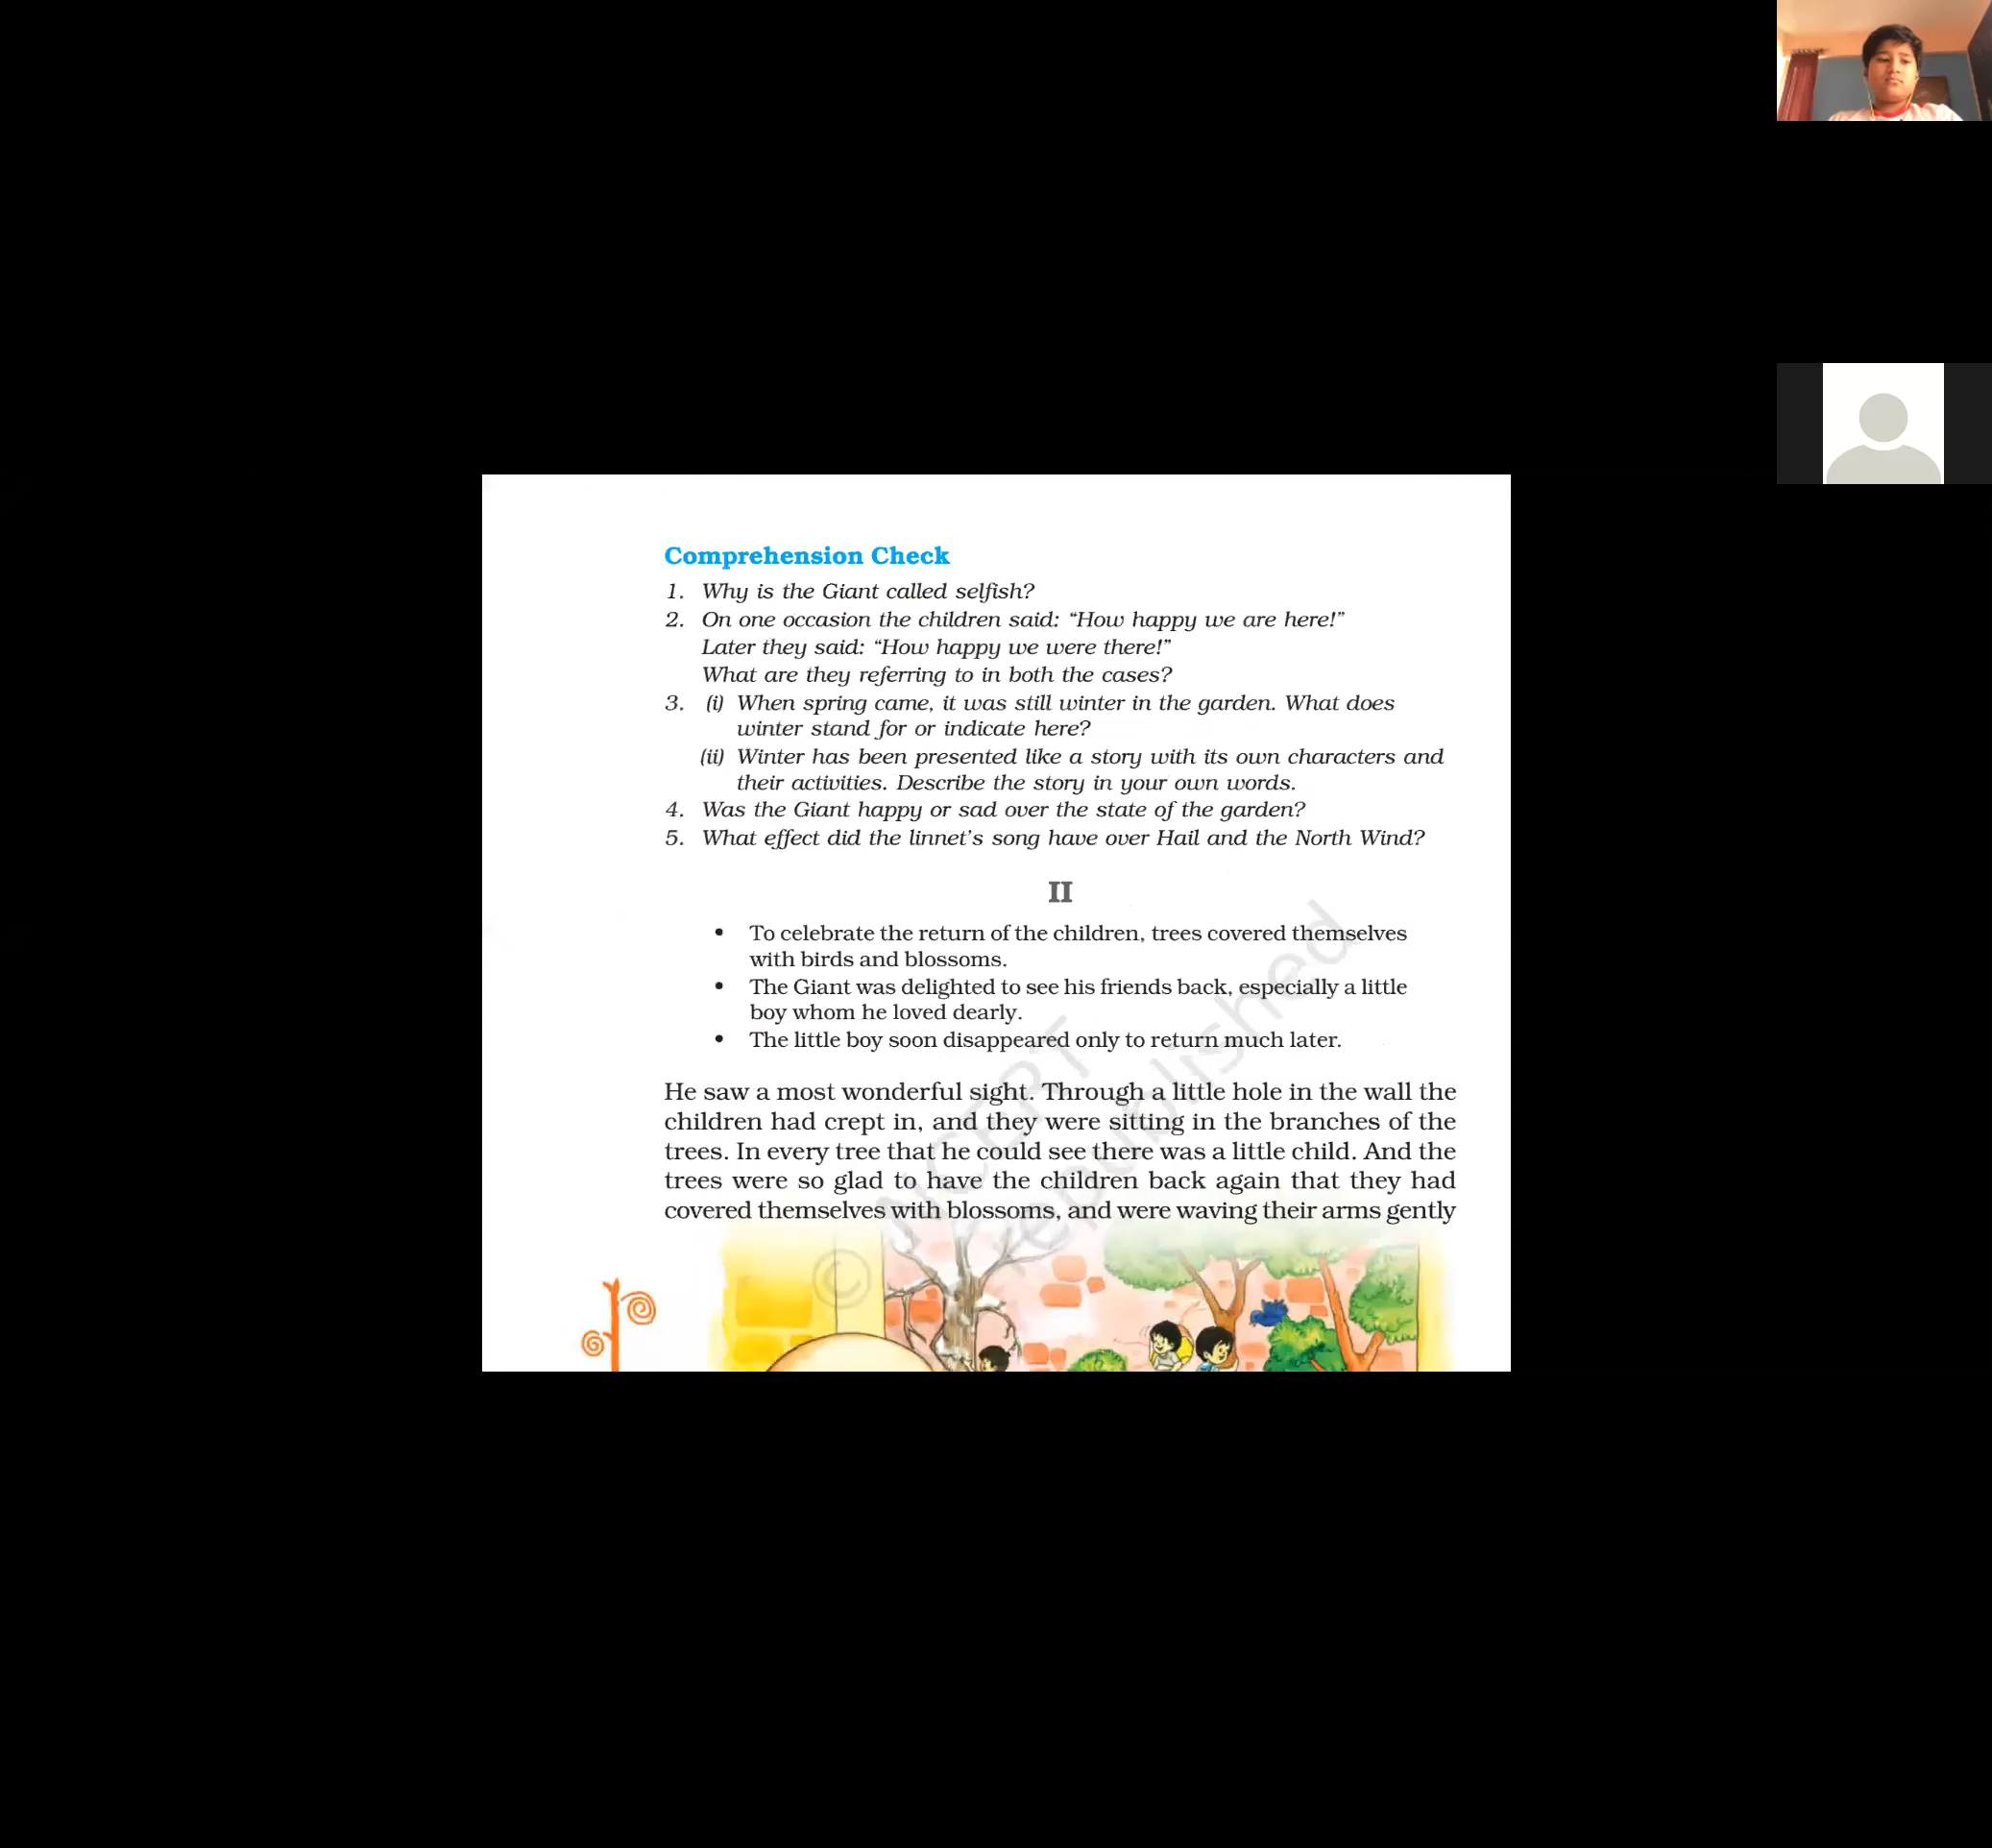 Comprehension Check
1. Why is the Giant called selfish?
2. On one occasion the children said: “How happy we are here!”
Later they said: “How happy we were there!”
What are they referring to in both the cases?
3. (i) When spring came, it was still winter in the garden. What does
winter stand for or indicate here?
(ii) Winter has been presented like a story with its own characters and
their activities. Describe the story in your own words.
4. Was the Giant happy or sad over the state of the garden?
5. What effect did the linnet’s song have over Hail and the North Wind?
II
• To celebrate the return of the children, trees covered themselves
with birds and blossoms.
• The Giant was delighted to see his friends back, especially a little
boy whom he loved dearly.
• The little boy soon disappeared only to return much later.
He saw a most wonderful sight. Through a little hole in the wall the
children had crept in, and they were sitting in the branches of the
trees. In every tree that he could see there was a little child. And the
trees were so glad to have the children back again that they had
covered themselves with blossoms, and were waving their arms gently
© NCERT
republished